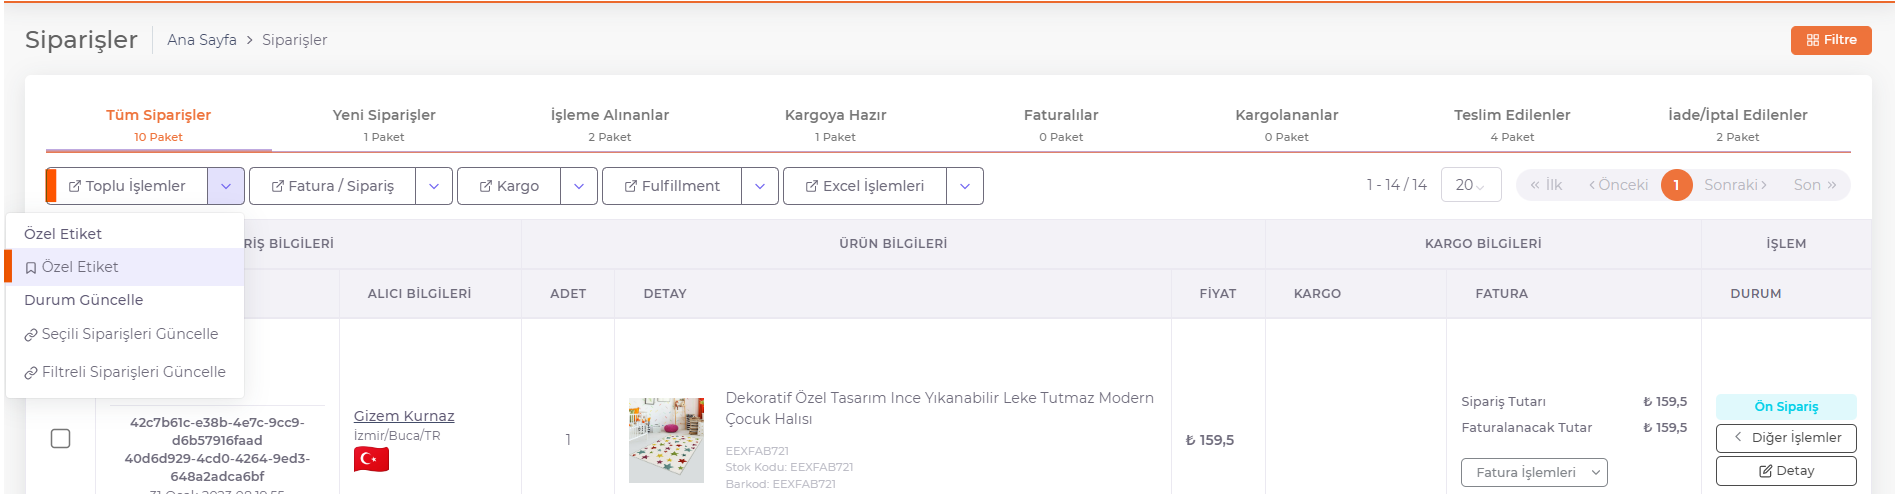 Siparişler
Ana Sayfa > Siparişler
Filtre
Tüm Siparişler
10 Paket
Yeni Siparişler
1 Paket
İşleme Alınanlar
2 Paket
Kargoya Hazır
1 Paket
Faturalılar
0 Paket
Kargolananlar
0 Paket
Teslim Edilenler
4 Paket
İade/İptal Edilenler
2 Paket
Toplu İşlemler
Fatura / Sipariş
Kargo
Fulfillment
Excel İşlemleri
1 - 14 / 14
20
« İlk
‹ Önceki
1
Sonraki ›
Son »
Özel Etiket
Özel Etiket
Durum Güncelle
Seçili Siparişleri Güncelle
Filtreli Siparişleri Güncelle
RİŞ BİLGİLERİ
ÜRÜN BİLGİLERİ
KARGO BİLGİLERİ
İŞLEM
ALICI BİLGİLERİ
ADET
DETAY
FİYAT
KARGO
FATURA
DURUM
42c7b61c-e38b-4e7c-9cc9-
d6b57916faad
40d6d929-4cd0-4264-9ed3-
648a2adca6bf
Gizem Kurnaz
İzmir/Buca/TR
1
Dekoratif Özel Tasarım Ince Yıkanabilir Leke Tutmaz Modern
Çocuk Halısı
EEXFAB721
Stok Kodu: EEXFAB721
Barkod: EEXFAB721
₺ 159,5
Sipariş Tutarı ₺ 159,5
Faturalanacak Tutar ₺ 159,5
Fatura İşlemleri
Ön Sipariş
Diğer İşlemler
Detay